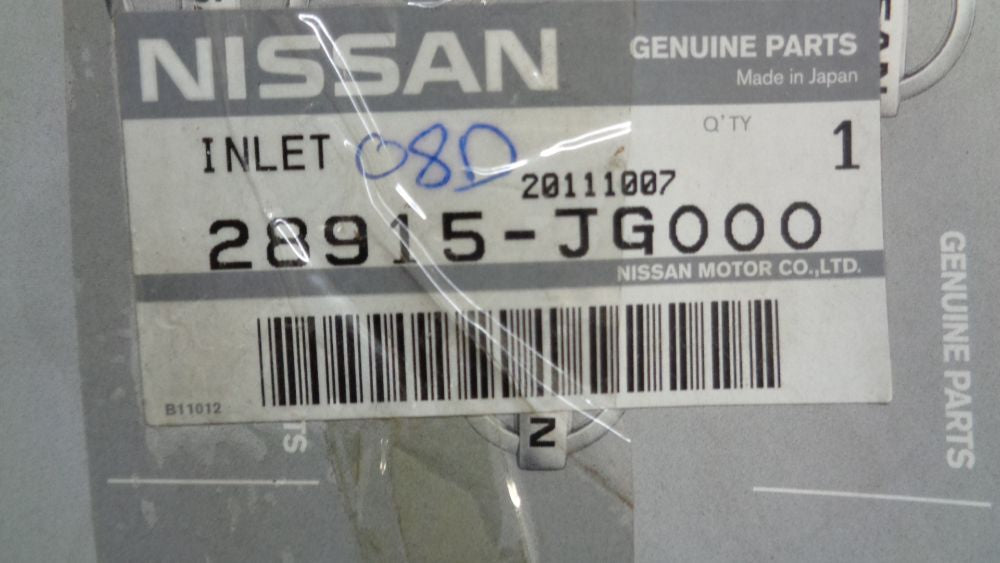 NISSAN
GENUINE PARTS
Made in Japan
Q'TY
1
INLET 08D
20111007
28915-JG000
NISSAN MOTOR CO.,LTD.
B11012
GENUINE PARTS
TS
N